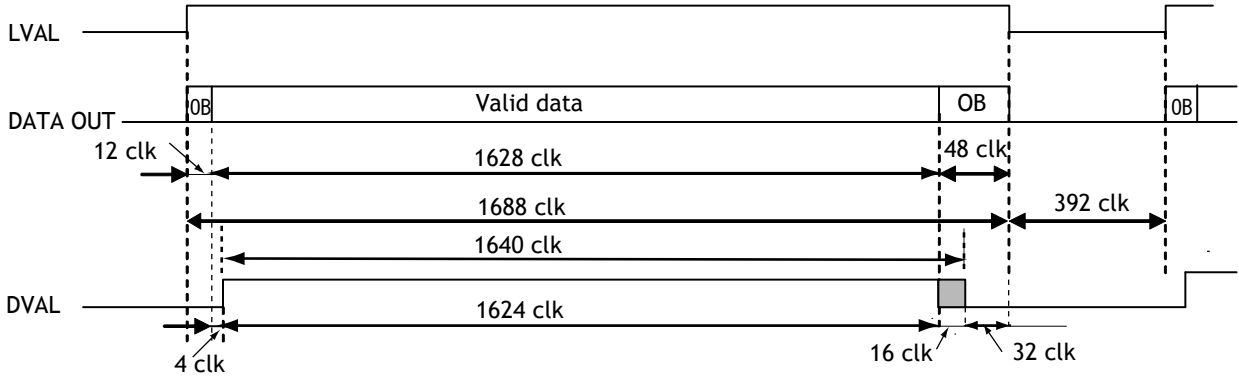 LVAL
OB Valid data OB OB
DATA OUT
12 clk 1628 clk 48 clk
1688 clk 392 clk
1640 clk
DVAL
1624 clk
4 clk 16 clk 32 clk